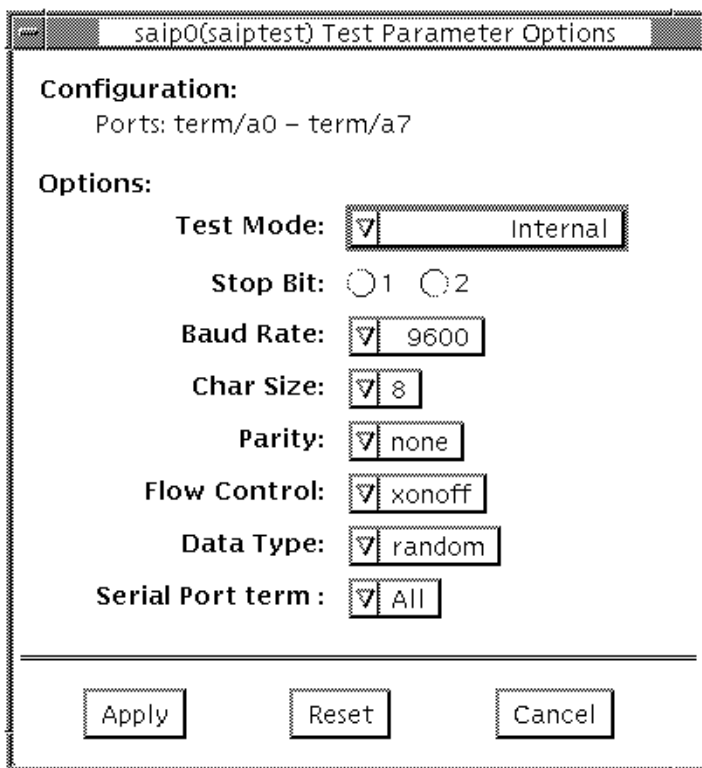 saip0(saiptest) Test Parameter Options
Configuration:
Ports: term/a0 – term/a7
Options:
Test Mode: Internal
Stop Bit: 1 2
Baud Rate: 9600
Char Size: 8
Parity: none
Flow Control: xonoff
Data Type: random
Serial Port term : All
Apply Reset Cancel